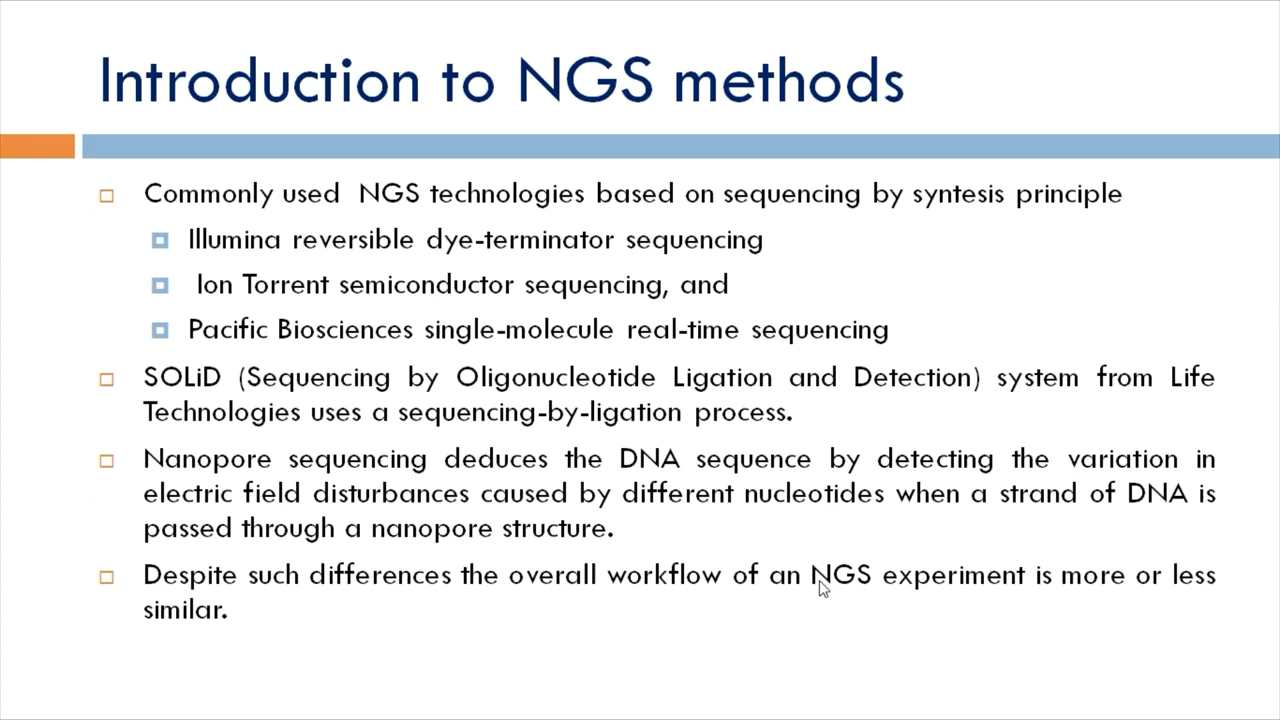 Introduction to NGS methods
Commonly used NGS technologies based on sequencing by syntesis principle
Illumina reversible dye-terminator sequencing
Ion Torrent semiconductor sequencing, and
Pacific Biosciences single-molecule real-time sequencing
SOLiD (Sequencing by Oligonucleotide Ligation and Detection) system from Life
Technologies uses a sequencing-by-ligation process.
Nanopore sequencing deduces the DNA sequence by detecting the variation in
electric field disturbances caused by different nucleotides when a strand of DNA is
passed through a nanopore structure.
Despite such differences the overall workflow of an NGS experiment is more or less
similar.